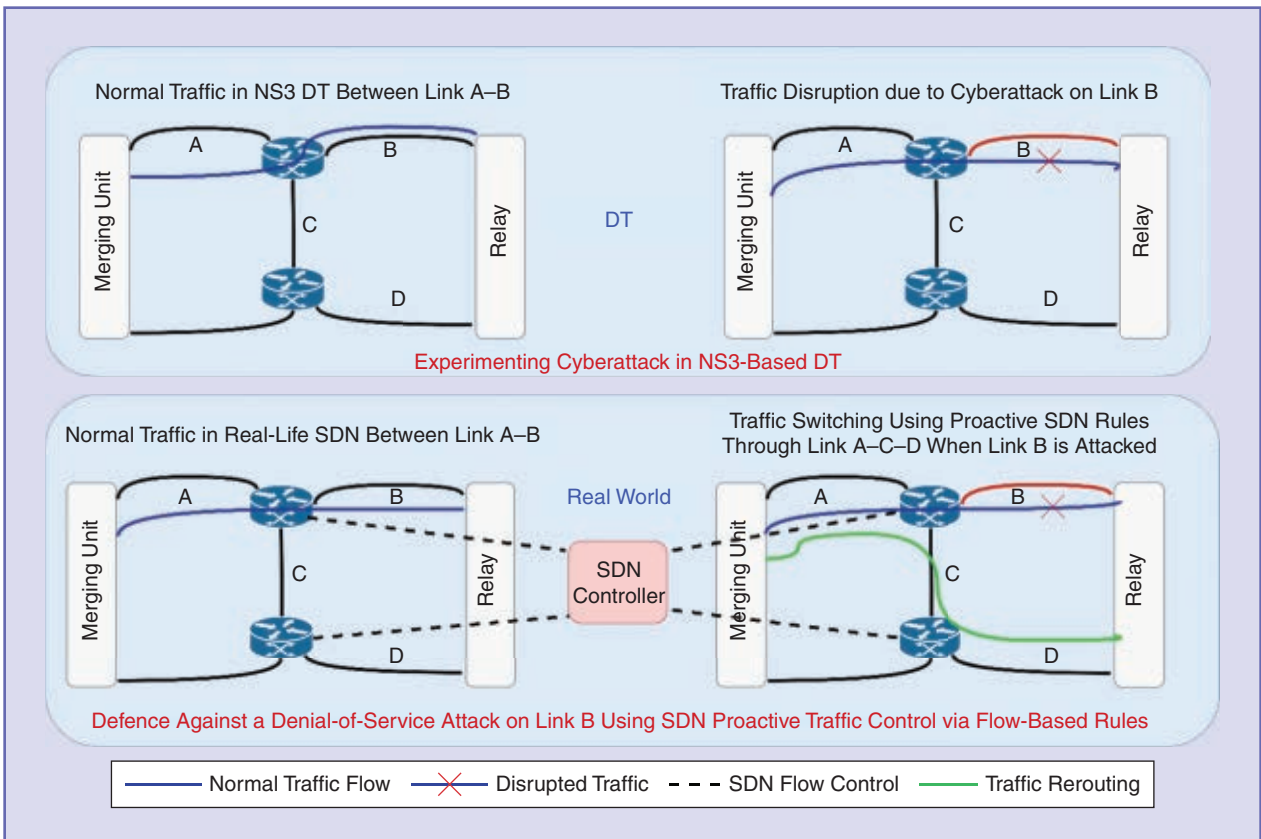 Normal Traffic in NS3 DT Between Link A–B
Traffic Disruption due to Cyberattack on Link B
Merging Unit
A
B
C
D
Relay
DT
Merging Unit
A
B
C
D
Relay
Experimenting Cyberattack in NS3-Based DT
Normal Traffic in Real-Life SDN Between Link A–B
Traffic Switching Using Proactive SDN Rules
Through Link A–C–D When Link B is Attacked
Merging Unit
A
B
C
D
Relay
Real World
SDN
Controller
Merging Unit
A
B
C
D
Relay
Defence Against a Denial-of-Service Attack on Link B Using SDN Proactive Traffic Control via Flow-Based Rules
Normal Traffic Flow
Disrupted Traffic
SDN Flow Control
Traffic Rerouting